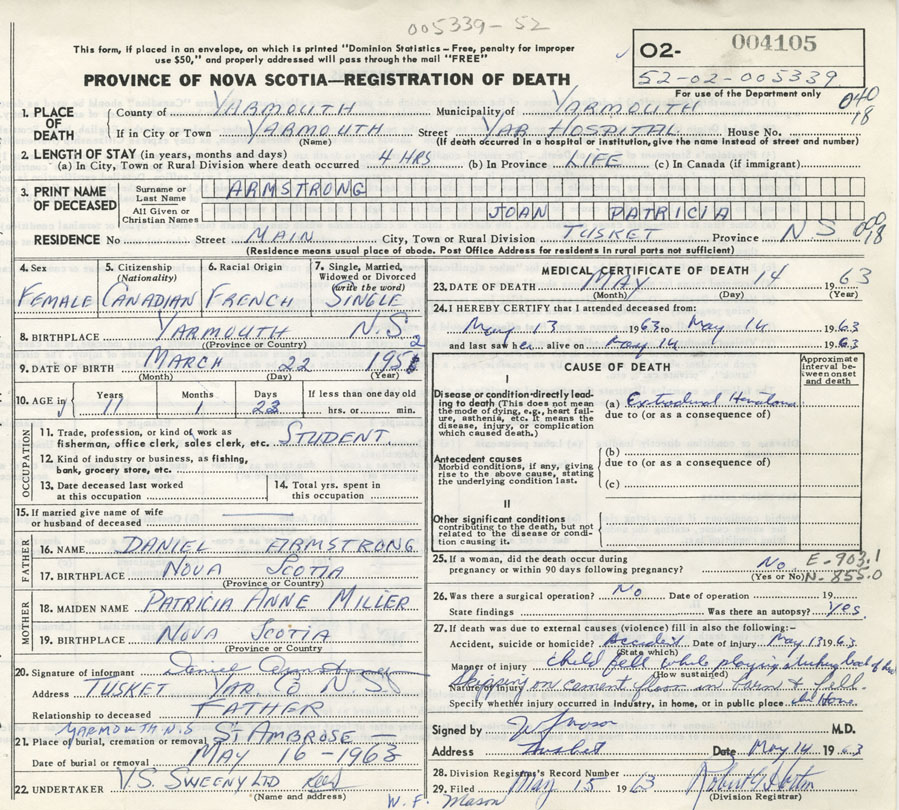 005339-52
This form, if placed in an envelope, on which is printed "Dominion Statistics – Free, penalty for improper
use $50," and properly addressed will pass through the mail "FREE"
PROVINCE OF NOVA SCOTIA—REGISTRATION OF DEATH
O2- 004105
52-02-005339
For use of the Department only
040
18
1. PLACE OF DEATH County of YARMOUTH Municipality of YARMOUTH
If in City or Town YARMOUTH Street YAR HOSPITAL House No.
(Name) (If death occurred in a hospital or institution, give the name instead of street and number)
2. LENGTH OF STAY (in years, months and days)
(a) In City, Town or Rural Division where death occurred 4 HRS (b) In Province LIFE (c) In Canada (if immigrant)
3. PRINT NAME OF DECEASED Surname or Last Name ARMSTRONG
All Given or Christian Names JOAN PATRICIA
RESIDENCE No Street MAIN City, Town or Rural Division TUSKET Province N S
(Residence means usual place of abode. Post Office Address for residents in rural parts not sufficient)
4. Sex FEMALE
5. Citizenship (Nationality) CANADIAN
6. Racial Origin FRENCH
7. Single, Married, Widowed or Divorced (write the word) SINGLE
8. BIRTHPLACE YARMOUTH N.S.
(Province or Country)
9. DATE OF BIRTH MARCH 22 195 2
(Month) (Day) (Year)
10. AGE in Years 11 Months 1 Days 22 If less than one day old hrs. or min.
OCCUPATION
11. Trade, profession, or kind of work as
fisherman, office clerk, sales clerk, etc. STUDENT
12. Kind of industry or business, as fishing,
bank, grocery store, etc.
13. Date deceased last worked
at this occupation
14. Total yrs. spent in
this occupation
15. If married give name of wife
or husband of deceased
FATHER
16. NAME DANIEL ARMSTRONG
17. BIRTHPLACE NOVA SCOTIA
(Province or Country)
MOTHER
18. MAIDEN NAME PATRICIA ANNE MILLER
19. BIRTHPLACE NOVA SCOTIA
(Province or Country)
20. Signature of informant Daniel Armstrong
Address TUSKET YAR. CO N.S.
Relationship to deceased FATHER
YARMOUTH N.S
21. Place of burial, cremation or removal ST AMBROSE
Date of burial or removal MAY 16 - 1963
22. UNDERTAKER V.S. SWEENY LTD
(Name and address)
W. F. Mason
MEDICAL CERTIFICATE OF DEATH
23. DATE OF DEATH MAY 14 1963
(Month) (Day) (Year)
24. I HEREBY CERTIFY that I attended deceased from:
May 13 1963 to May 14 1963
and last saw her alive on May 14 1963
CAUSE OF DEATH
Approximate interval between onset and death
I
Disease or condition directly leading to death (This does not mean
the mode of dying, e.g., heart failure, asthenia, etc. It means the
disease, injury, or complication which caused death.)
(a) Extradural
due to (or as a consequence of)
Antecedent causes
Morbid conditions, if any, giving
rise to the above cause, stating
the underlying condition last.
(b)
due to (or as a consequence of)
(c)
II
Other significant conditions
contributing to the death, but not
related to the disease or condition causing it.
25. If a woman, did the death occur during
pregnancy or within 90 days following pregnancy? No
(Yes or No)
E-903.1
N-855.0
26. Was there a surgical operation? No Date of operation 19
State findings Was there an autopsy? Yes
27. If death was due to external causes (violence) fill in also the following:-
Accident, suicide or homicide? Accident Date of injury May 13 1963
(State which)
Manner of injury child fell while playing striking back of head
(How sustained)
Nature of injury skipping on cement floor in barn & fell.
Specify whether injury occurred in industry, in home, or in public place Home
Signed by M.D.
Address Tusket Date May 14 1963
28. Division Registrar's Record Number
29. Filed May 15 1963
(Division Registrar)